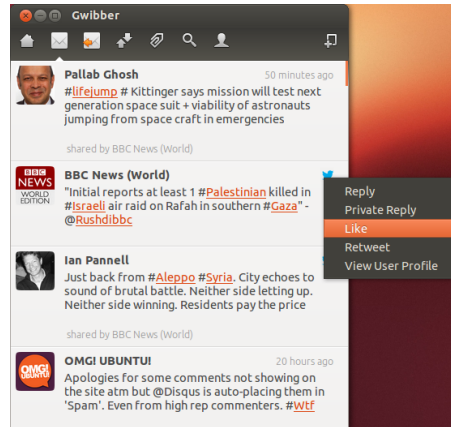 Gwibber
Pallab Ghosh 50 minutes ago
#lifejump # Kittinger says mission will test next
generation space suit + viability of astronauts
jumping from space craft in emergencies
shared by BBC News (World)
BBC
NEWS
WORLD
EDITION
BBC News (World)
"Initial reports at least 1 #Palestinian killed in
#Israeli air raid on Rafah in southern #Gaza" -
@Rushdibbc
Reply
Private Reply
Like
Retweet
View User Profile
Ian Pannell
Just back from #Aleppo #Syria. City echoes to
sound of brutal battle. Neither side letting up.
Neither side winning. Residents pay the price
shared by BBC News (World)
OMG!
UBUNTU!
OMG! UBUNTU! 20 hours ago
Apologies for some comments not showing on
the site atm but @Disqus is auto-placing them in
'Spam'. Even from high rep commenters. #Wtf